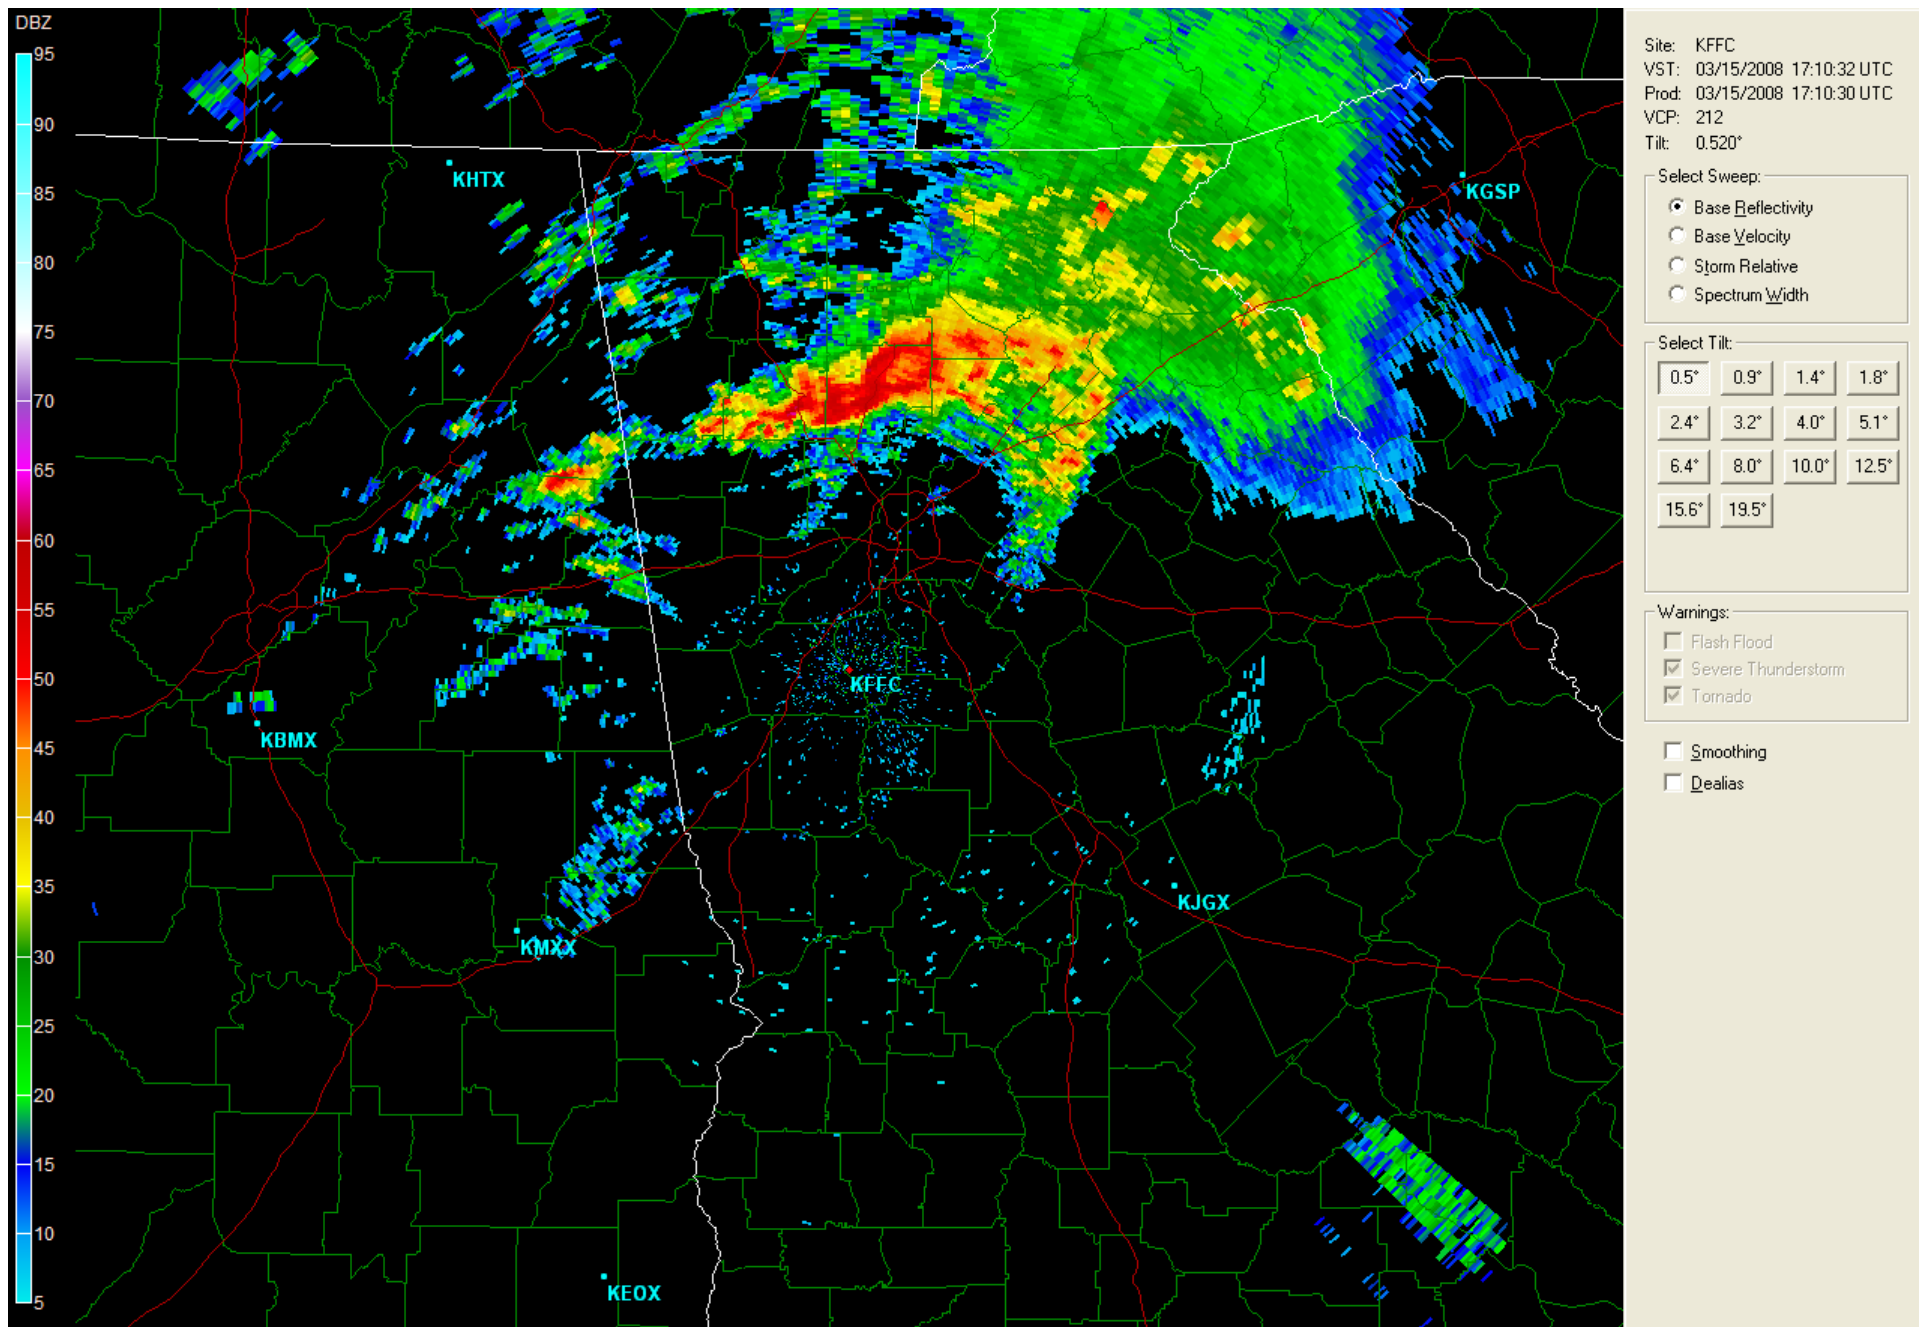 DBZ
95
90
85
80
75
70
65
60
55
50
45
40
35
30
25
20
15
10
5
KHTX
KGSP
KFFC
KBMX
KJGX
KMXX
KEOX
Site: KFFC
VST: 03/15/2008 17:10:32 UTC
Prod: 03/15/2008 17:10:30 UTC
VCP: 212
Tilt: 0.520°
Select Sweep:
Base Reflectivity
Base Velocity
Storm Relative
Spectrum Width
Select Tilt:
0.5° 0.9° 1.4° 1.8°
2.4° 3.2° 4.0° 5.1°
6.4° 8.0° 10.0° 12.5°
15.6° 19.5°
Warnings:
Flash Flood
Severe Thunderstorm
Tornado
Smoothing
Dealias